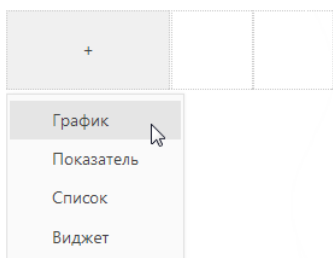 +
График
Показатель
Список
Виджет